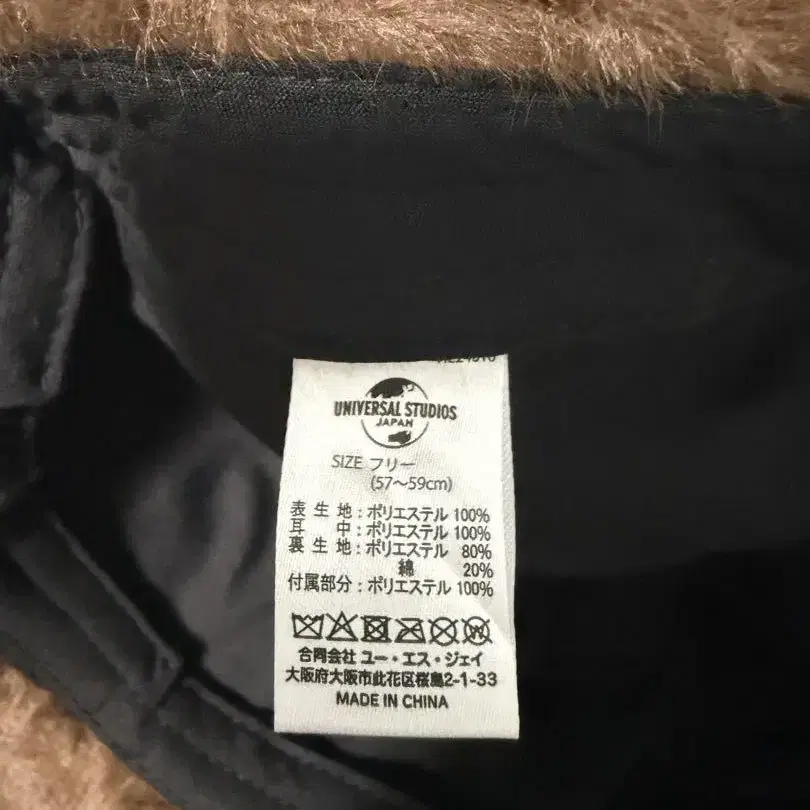 UNIVERSAL STUDIOS
JAPAN
SIZE フリー
(57～59cm)
表 生 地 : ポリエステル 100%
耳 中 : ポリエステル 100%
裏 生 地 : ポリエステル 80%
綿 20%
付属部分 : ポリエステル 100%
合同会社 ユー・エス・ジェイ
大阪府大阪市此花区桜島2-1-33
MADE IN CHINA